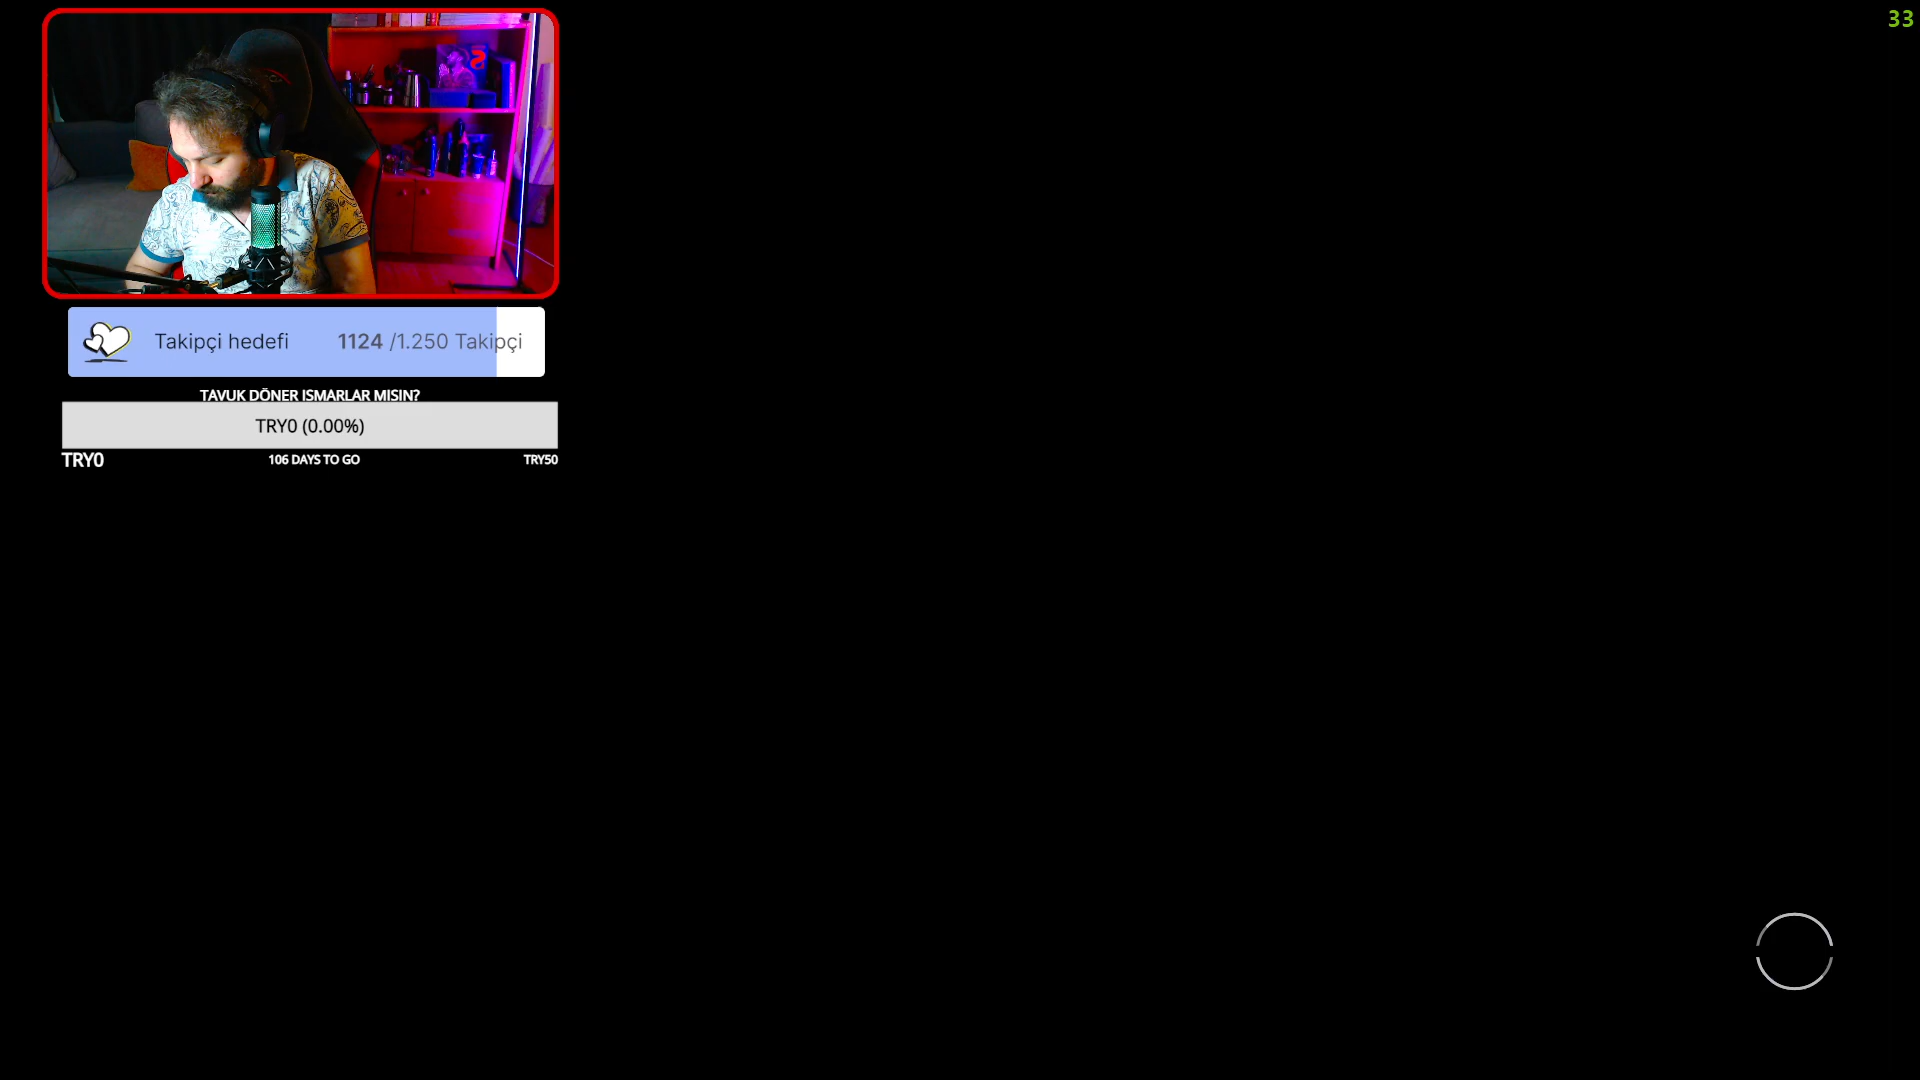 33
Takipçi hedefi 1124 /1.250 Takipçi
TAVUK DÖNER ISMARLAR MISIN?
TRY0 (0.00%)
TRY0 106 DAYS TO GO TRY50